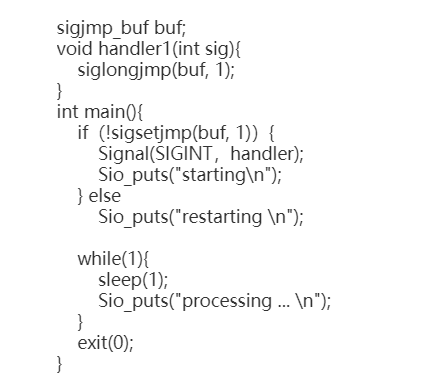 sigjmp_buf buf;
void handler1(int sig){
siglongjmp(buf, 1);
}
int main(){
if (!sigsetjmp(buf, 1)) {
Signal(SIGINT, handler);
Sio_puts("starting\n");
} else
Sio_puts("restarting \n");
while(1){
sleep(1);
Sio_puts("processing ... \n");
}
exit(0);
}